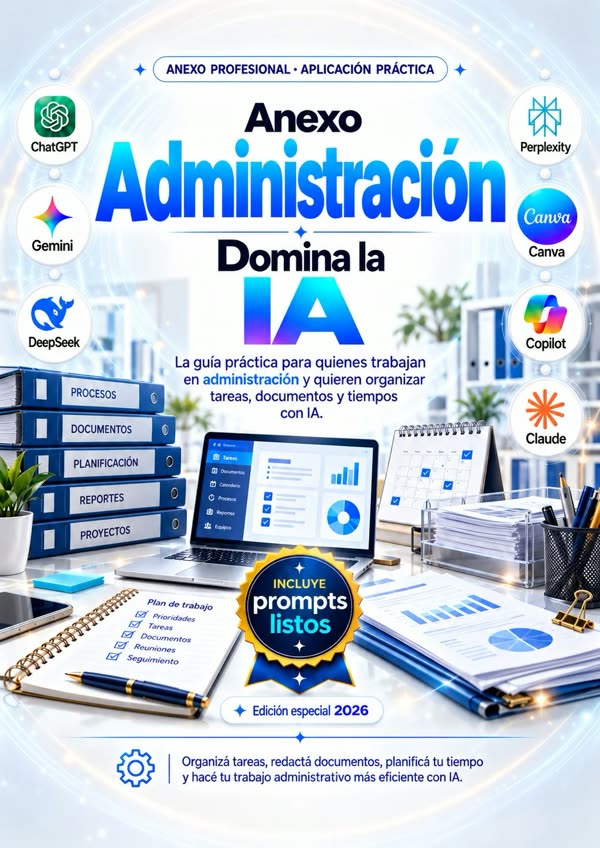 ANEXO PROFESIONAL · APLICACIÓN PRÁCTICA
Anexo
Administración
Domina la
IA
ChatGPT
Gemini
DeepSeek
Perplexity
Canva
Canva
Copilot
Claude
La guía práctica para quienes trabajan
en administración y quieren organizar
tareas, documentos y tiempos
con IA.
PROCESOS
DOCUMENTOS
PLANIFICACIÓN
REPORTES
PROYECTOS
Tareas
Documentos
Calendario
Procesos
Reportes
Equipos
Plan de trabajo
Prioridades
Tareas
Documentos
Reuniones
Seguimiento
INCLUYE
prompts
listos
Edición especial 2026
Organizá tareas, redactá documentos, planificá tu tiempo
y hacé tu trabajo administrativo más eficiente con IA.